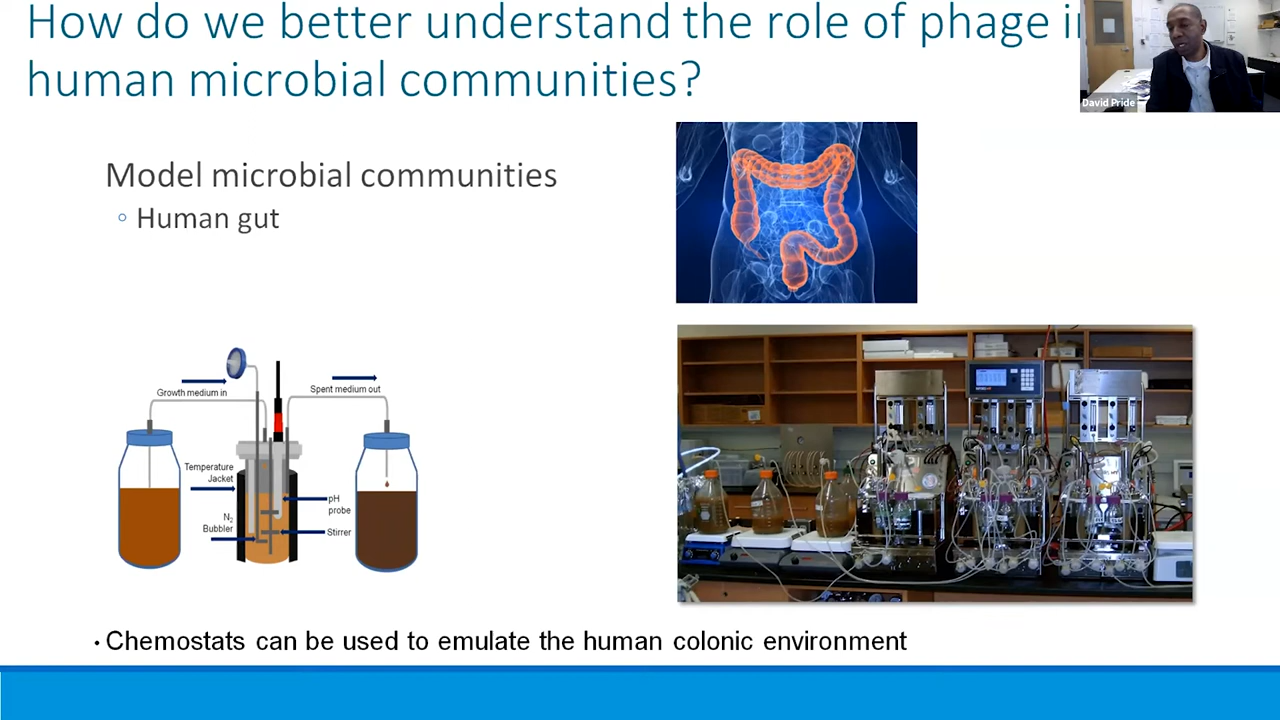 How do we better understand the role of phage i
human microbial communities?
David Pride
Model microbial communities
Human gut
Growth medium in
Spent medium out
Temperature
Jacket
pH
probe
N2
Bubbler
Stirrer
Chemostats can be used to emulate the human colonic environment